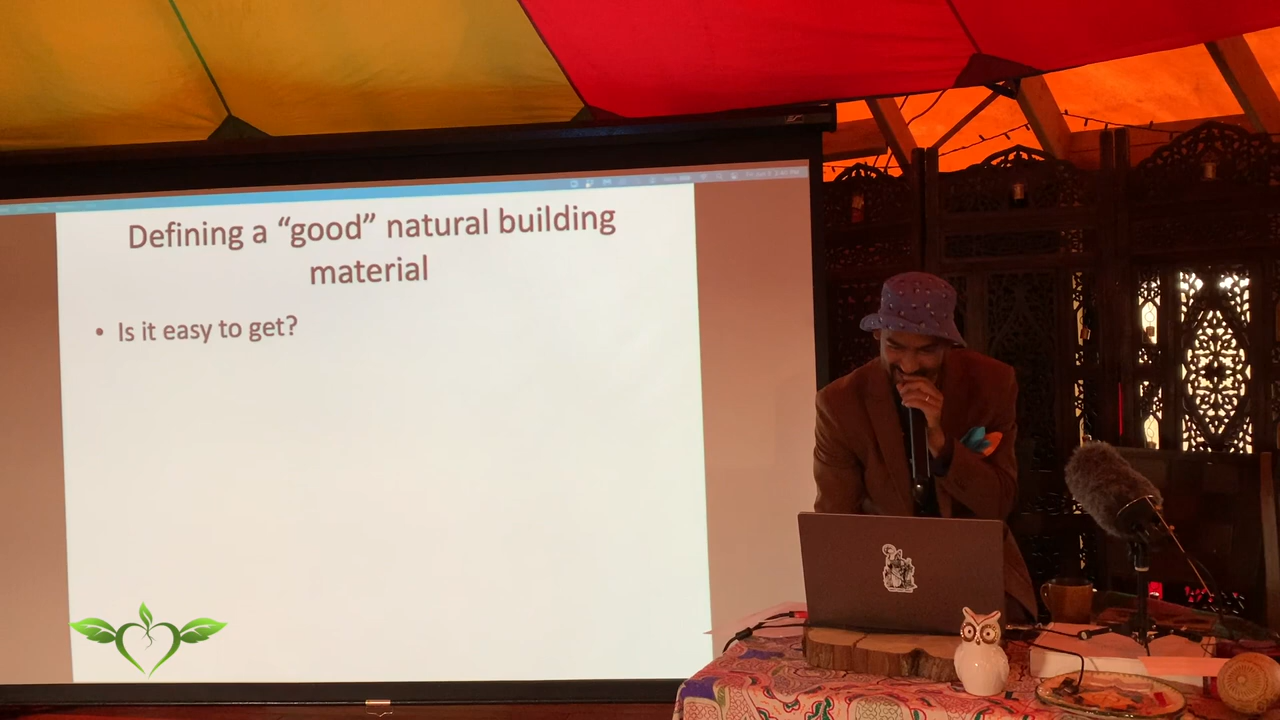 Defining a “good” natural building
material
• Is it easy to get?